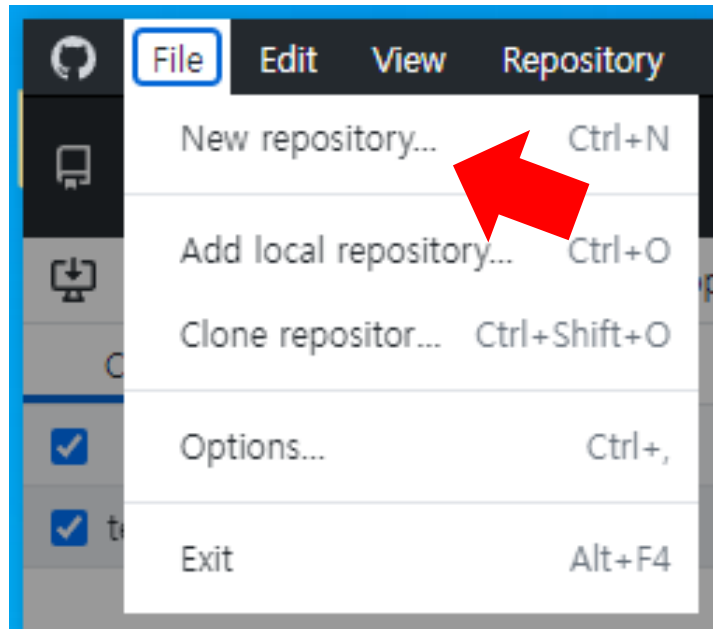 File Edit View Repository
New repository... Ctrl+N
Add local repository... Ctrl+O
Clone repositor... Ctrl+Shift+O
Options... Ctrl+,
Exit Alt+F4